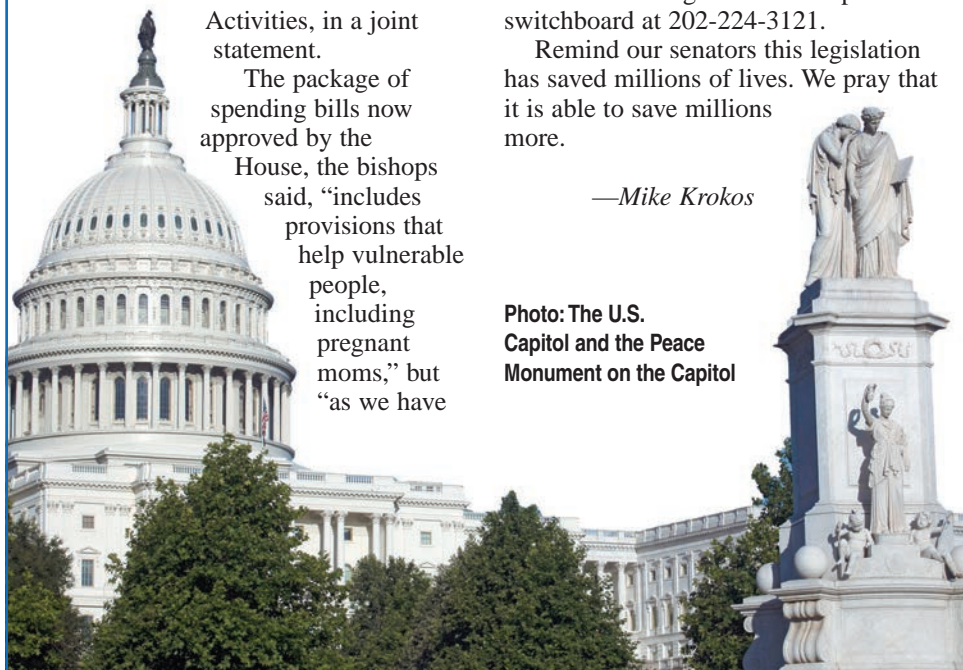 Activities, in a joint
statement.
The package of
spending bills now
approved by the
House, the bishops
said, “includes
provisions that
help vulnerable
people,
including
pregnant
moms,” but
“as we have
switchboard at 202-224-3121.
Remind our senators this legislation
has saved millions of lives. We pray that
it is able to save millions
more.
—Mike Krokos
Photo: The U.S.
Capitol and the Peace
Monument on the Capitol